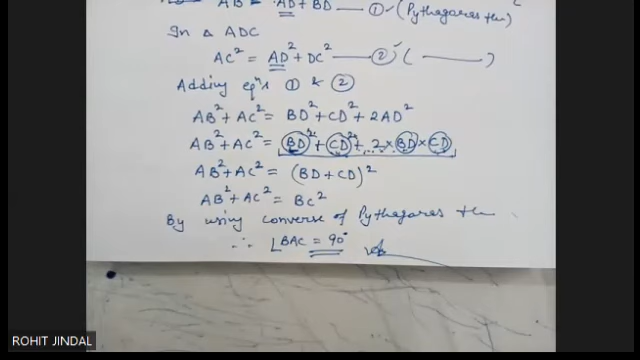 AB² = AD² + BD² —— ① (Pythagoras thm)
In △ ADC
AC² = AD² + DC² —— ② ( —— )
Adding eqⁿs ① & ②
AB² + AC² = BD² + CD² + 2AD²
AB² + AC² = BD² + CD² + 2 × BD × CD
AB² + AC² = (BD + CD)²
AB² + AC² = BC²
By using converse of Pythagoras thm
∴ ∠BAC = 90°
ROHIT JINDAL